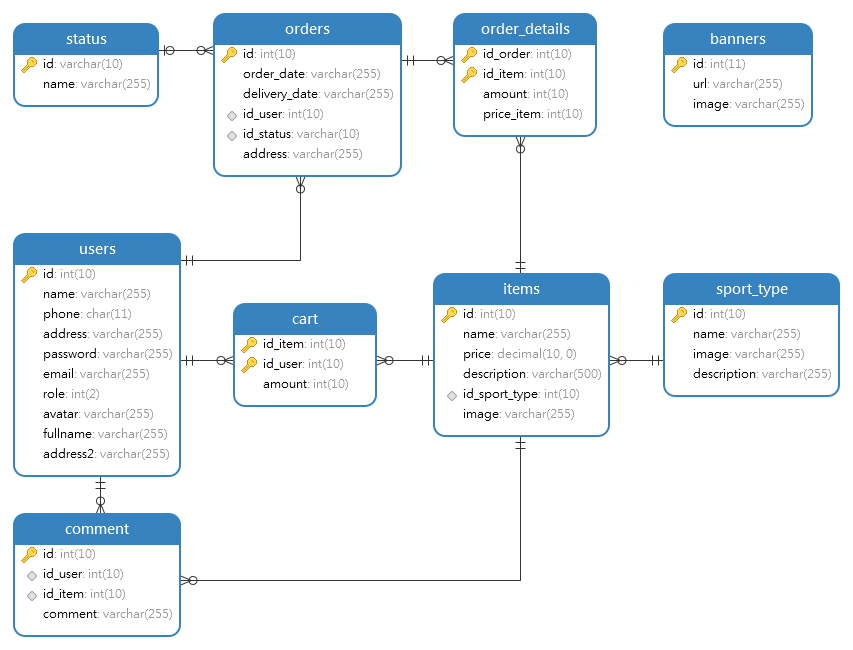 status
id: varchar(10)
name: varchar(255)
orders
id: int(10)
order_date: varchar(255)
delivery_date: varchar(255)
id_user: int(10)
id_status: varchar(10)
address: varchar(255)
order_details
id_order: int(10)
id_item: int(10)
amount: int(10)
price_item: int(10)
banners
id: int(11)
url: varchar(255)
image: varchar(255)
users
id: int(10)
name: varchar(255)
phone: char(11)
address: varchar(255)
password: varchar(255)
email: varchar(255)
role: int(2)
avatar: varchar(255)
fullname: varchar(255)
address2: varchar(255)
cart
id_item: int(10)
id_user: int(10)
amount: int(10)
items
id: int(10)
name: varchar(255)
price: decimal(10, 0)
description: varchar(500)
id_sport_type: int(10)
image: varchar(255)
sport_type
id: int(10)
name: varchar(255)
image: varchar(255)
description: varchar(255)
comment
id: int(10)
id_user: int(10)
id_item: int(10)
comment: varchar(255)